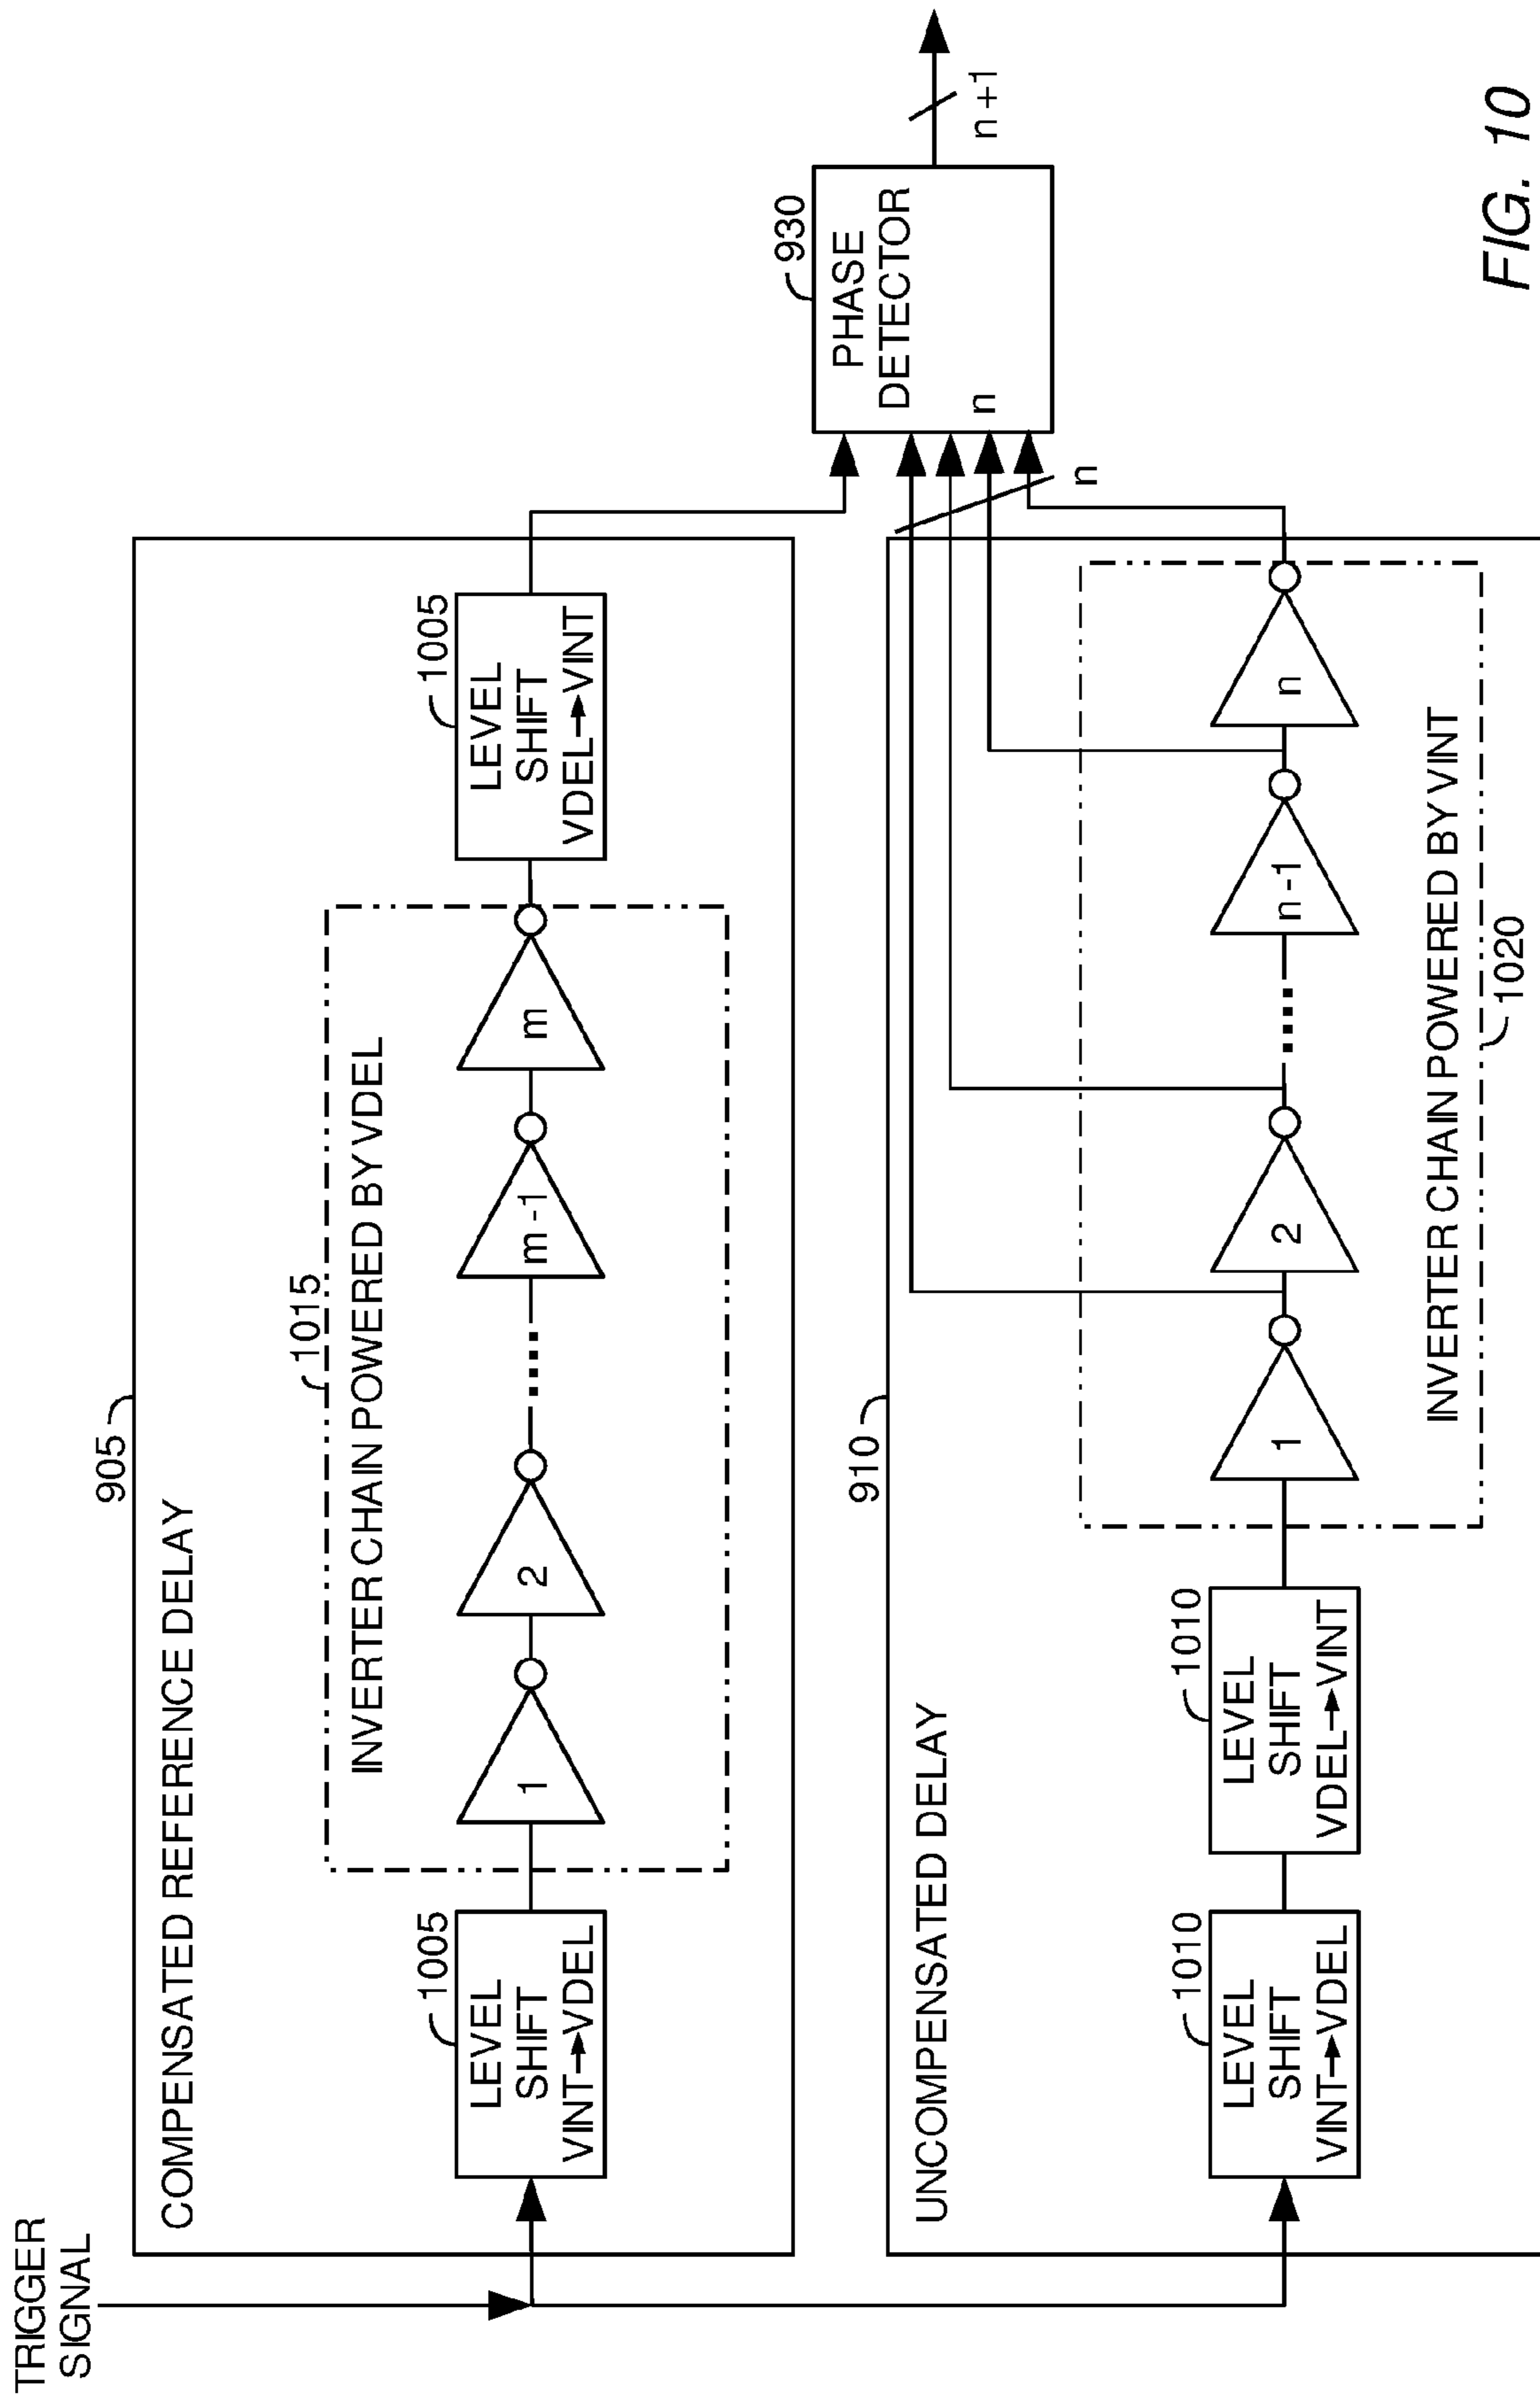 TRIGGER
SIGNAL
905
COMPENSATED REFERENCE DELAY
1015
INVERTER CHAIN POWERED BY VDEL
1005
LEVEL
SHIFT
VINT→VDEL
1
2
m-1
m
1005
LEVEL
SHIFT
VDEL→VINT
930
PHASE
DETECTOR
n
n+1
n
910
UNCOMPENSATED DELAY
1010
LEVEL
SHIFT
VINT→VDEL
1010
LEVEL
SHIFT
VDEL→VINT
1
2
n-1
n
INVERTER CHAIN POWERED BY VINT
1020
FIG. 10